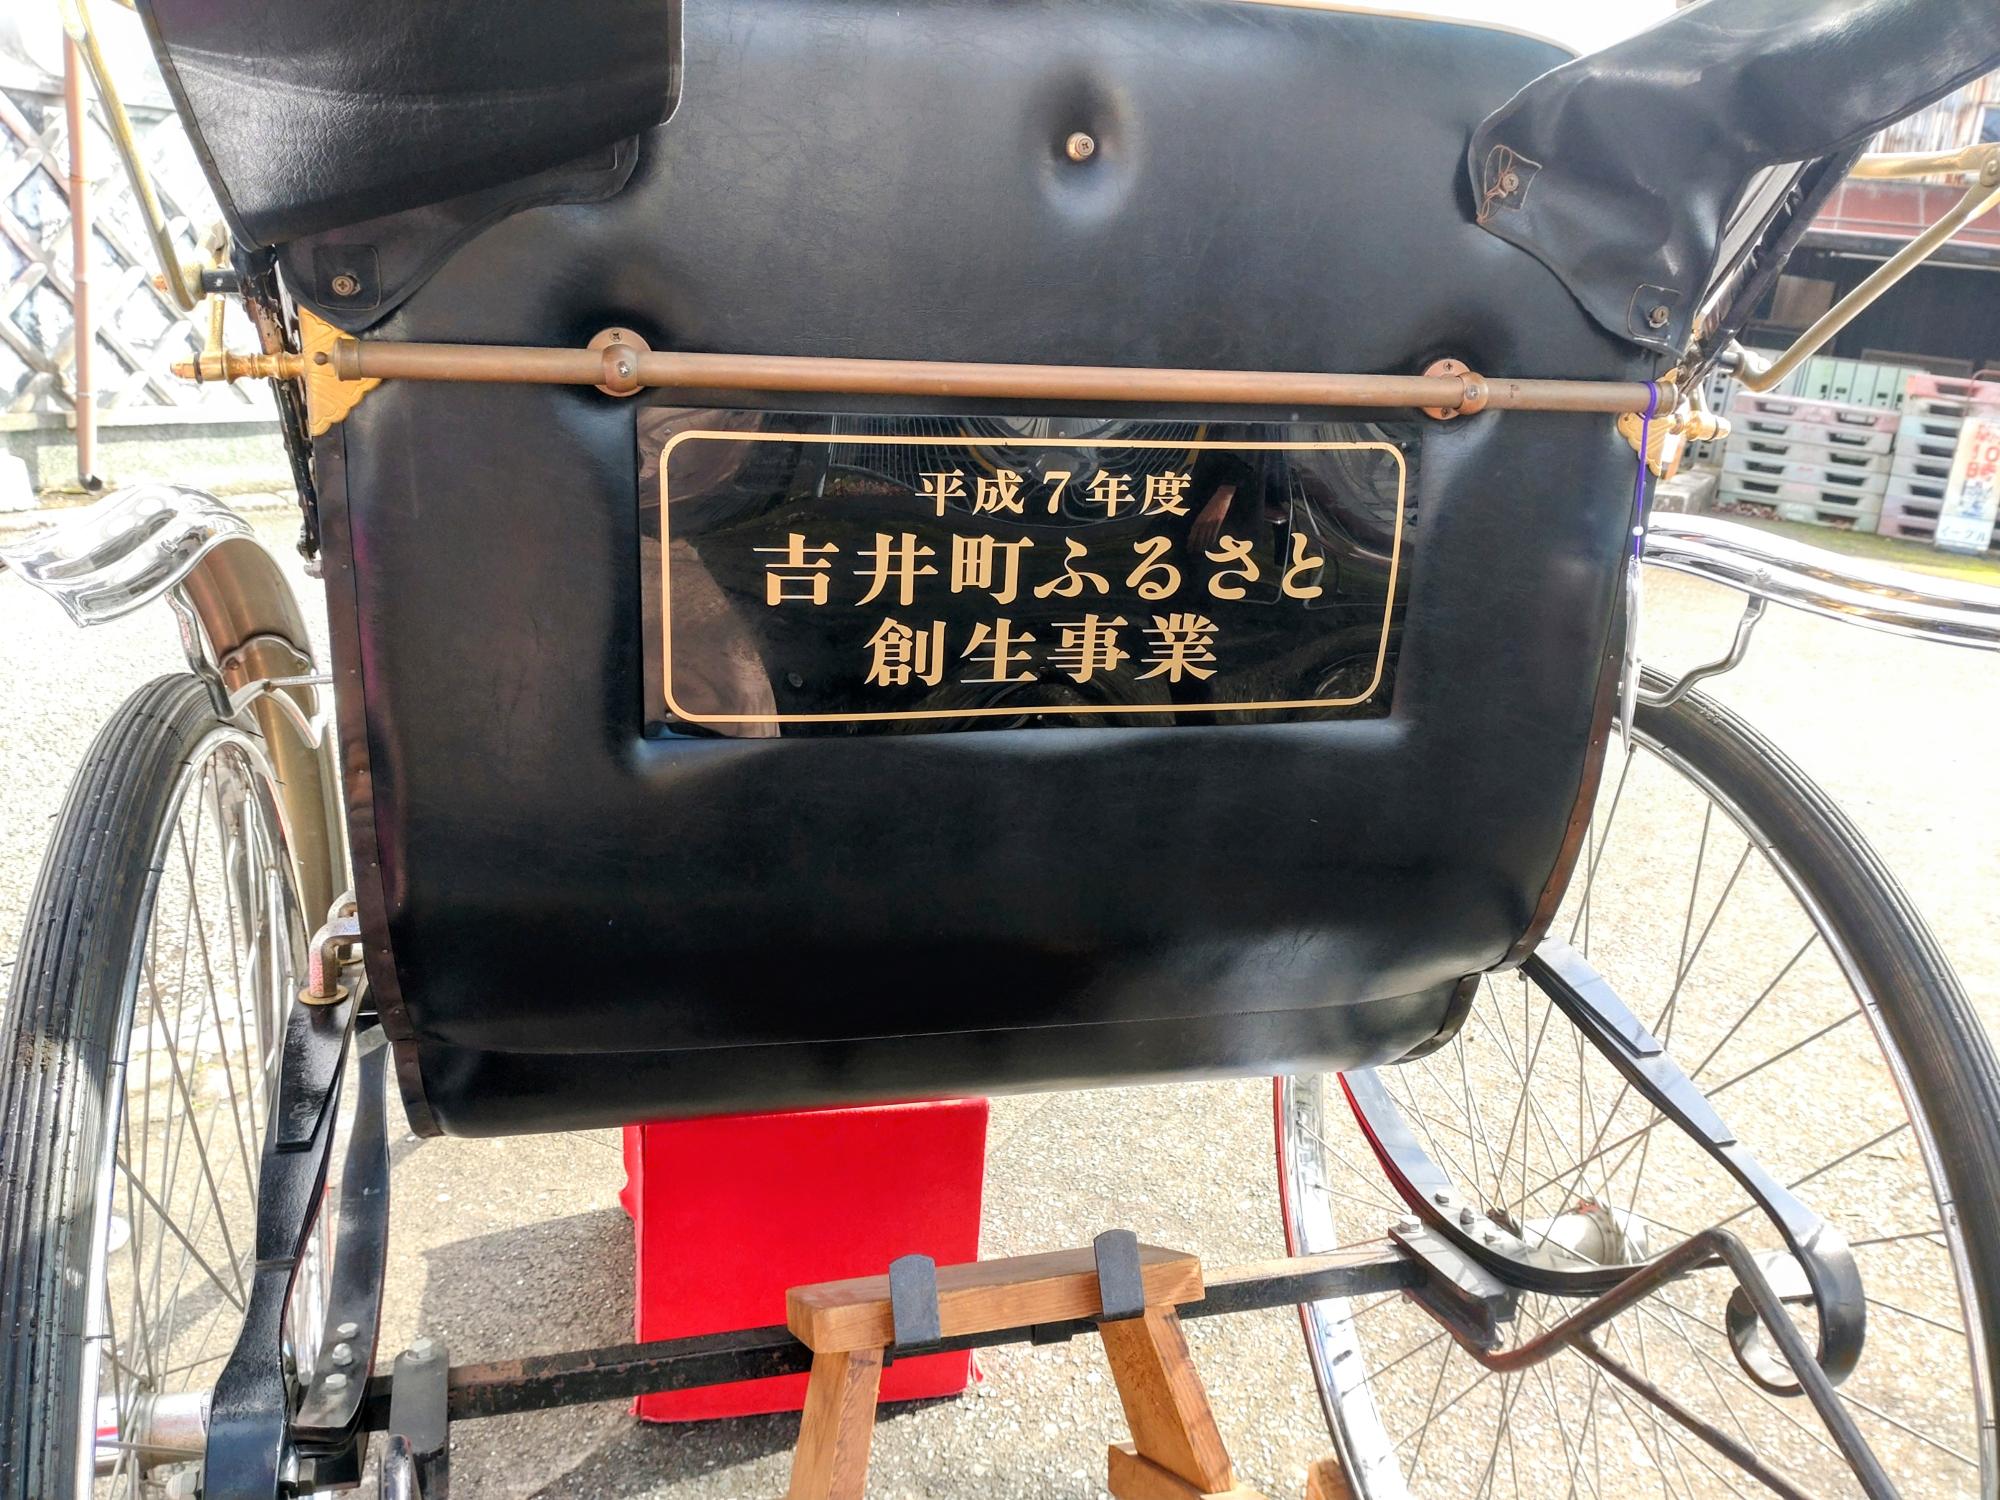 平成7年度
吉井町ふるさと
創生事業